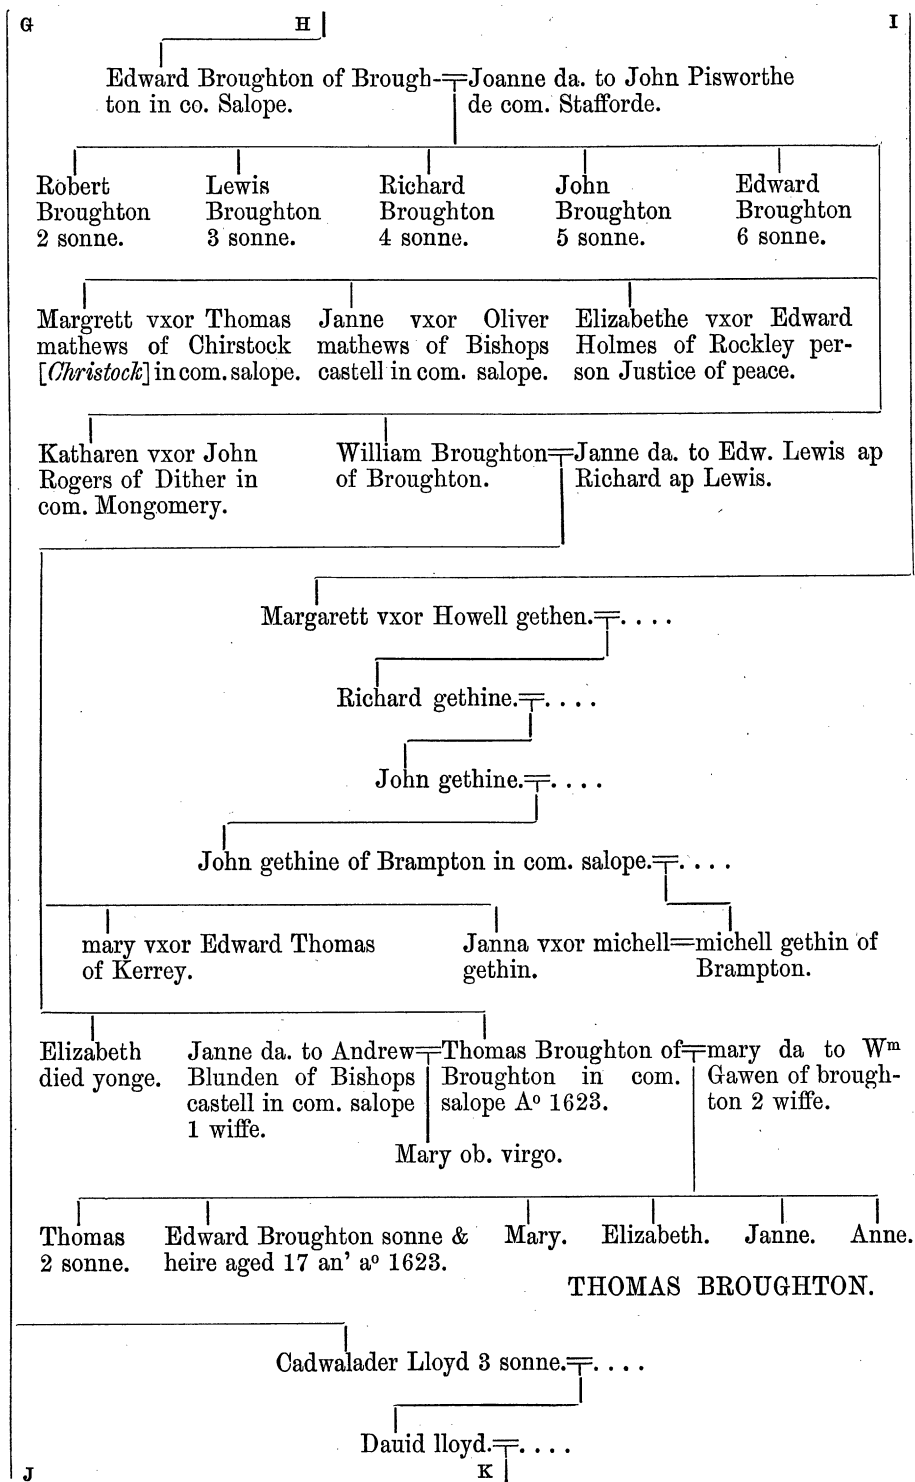 G H I
Edward Broughton of Brough-=Joanne da. to John Pisworthe
ton in co. Salope. de com. Stafforde.
Robert Lewis Richard John Edward
Broughton Broughton Broughton Broughton Broughton
2 sonne. 3 sonne. 4 sonne. 5 sonne. 6 sonne.
Margrett vxor Thomas Janne vxor Oliver Elizabethe vxor Edward
mathews of Chirstock mathews of Bishops Holmes of Rockley per-
[Christock] in com. salope. castell in com. salope. son Justice of peace.
Katharen vxor John William Broughton=Janne da. to Edw. Lewis ap
Rogers of Dither in of Broughton. Richard ap Lewis.
com. Mongomery.
Margarett vxor Howell gethen.=. . . .
Richard gethine.=. . . .
John gethine.=. . . .
John gethine of Brampton in com. salope.=. . . .
mary vxor Edward Thomas Janna vxor michell=michell gethin of
of Kerrey. gethin. Brampton.
Elizabeth Janne da. to Andrew=Thomas Broughton of=mary da to Wm
died yonge. Blunden of Bishops Broughton in com. Gawen of brough-
castell in com. salope salope Ao 1623. ton 2 wiffe.
1 wiffe.
Mary ob. virgo.
Thomas Edward Broughton sonne & Mary. Elizabeth. Janne. Anne.
2 sonne. heire aged 17 an' ao 1623.
THOMAS BROUGHTON.
Cadwalader Lloyd 3 sonne.=. . . .
Dauid lloyd.=. . . .
J K